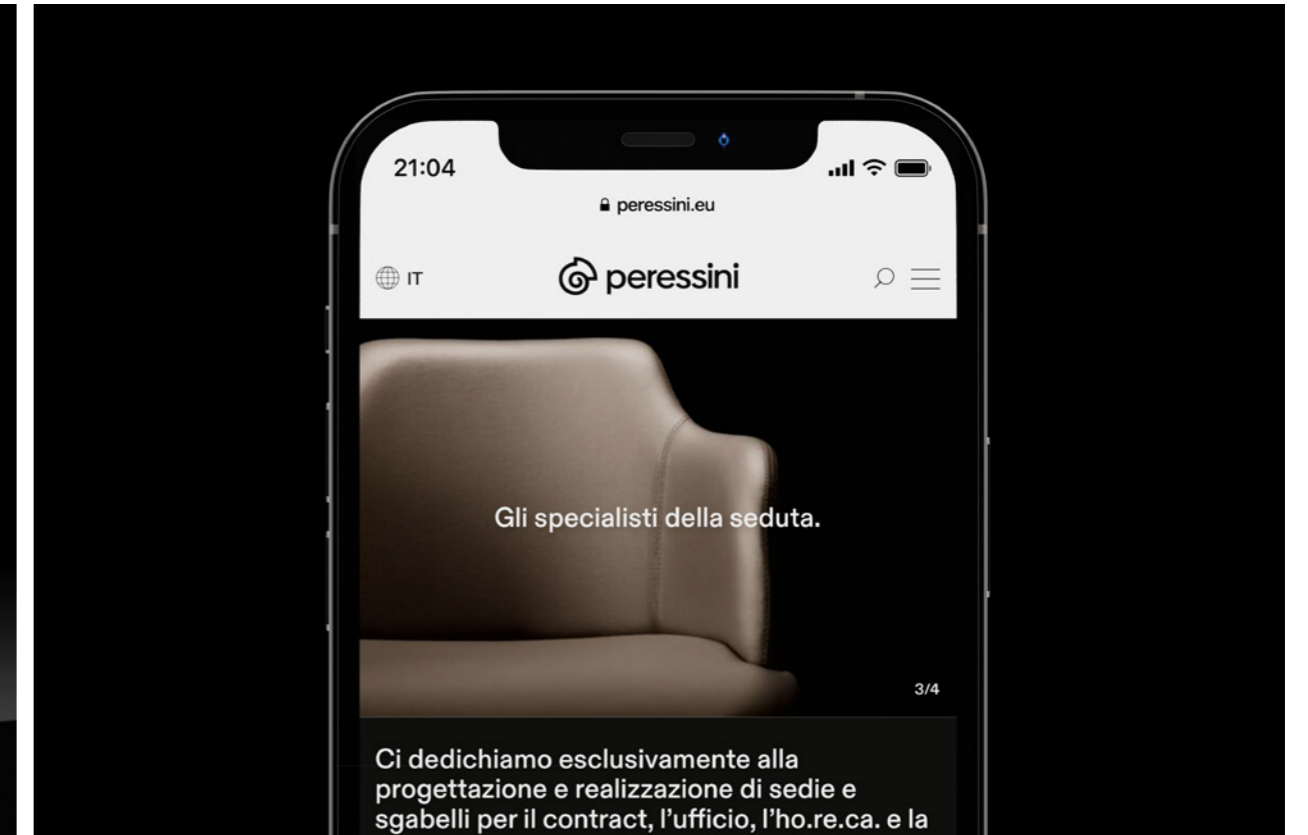 21:04
peressini.eu
IT
peressini
Gli specialisti della seduta.
3/4
Ci dedichiamo esclusivamente alla
progettazione e realizzazione di sedie e
sgabelli per il contract, l’ufficio, l’ho.re.ca. e la